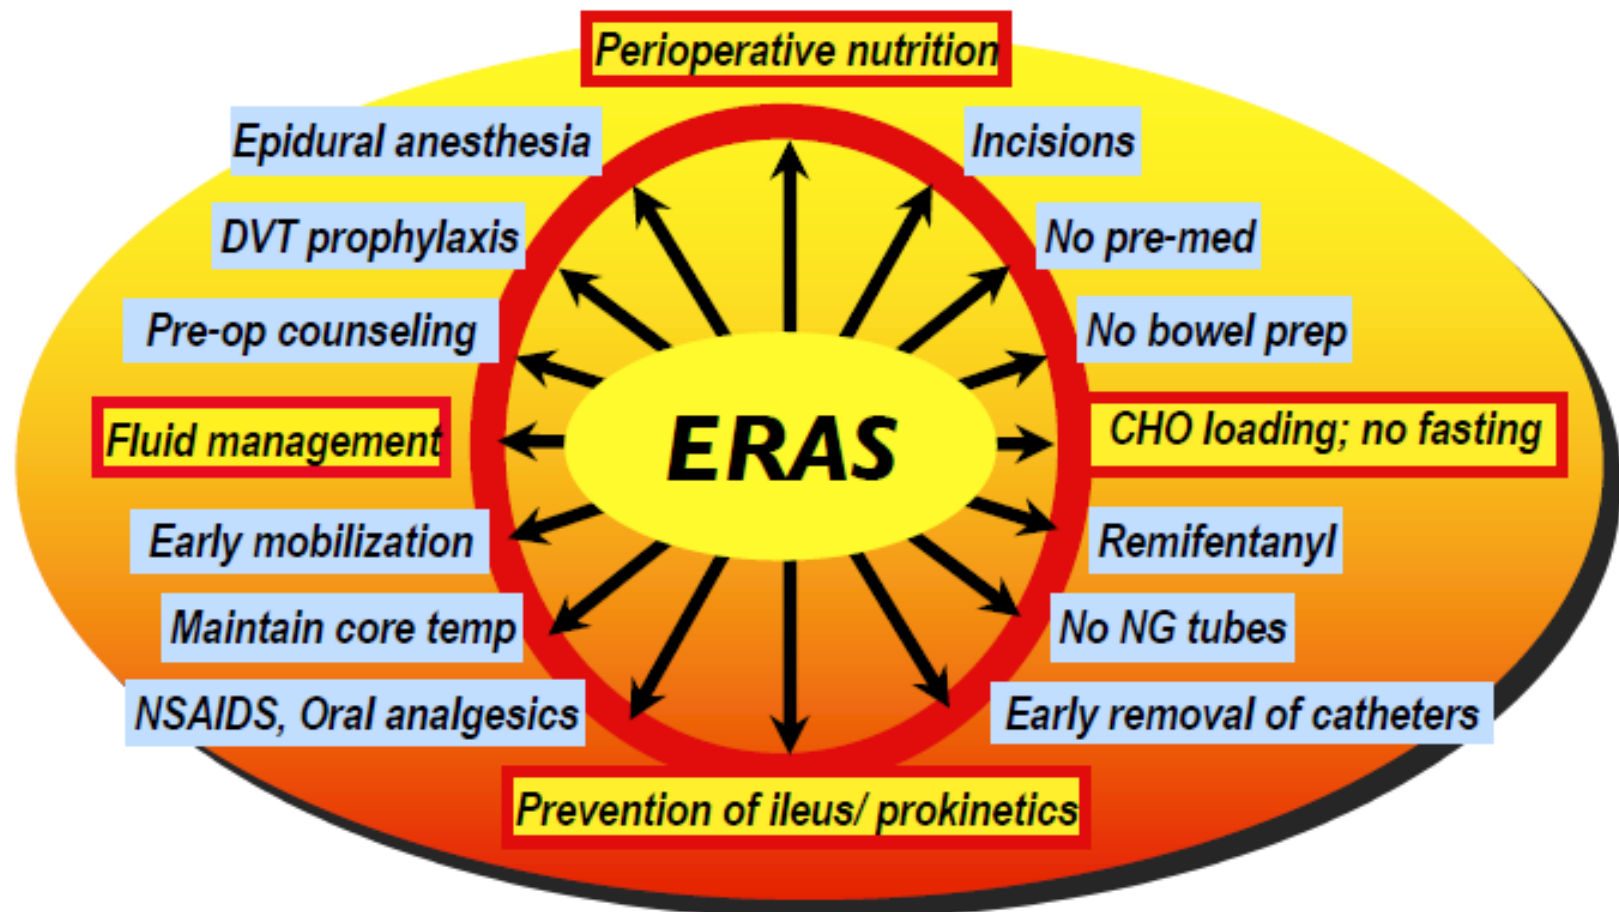 Perioperative nutrition
Epidural anesthesia
Incisions
DVT prophylaxis
No pre-med
Pre-op counseling
No bowel prep
Fluid management
ERAS
CHO loading; no fasting
Early mobilization
Remifentanyl
Maintain core temp
No NG tubes
NSAIDS, Oral analgesics
Early removal of catheters
Prevention of ileus/ prokinetics